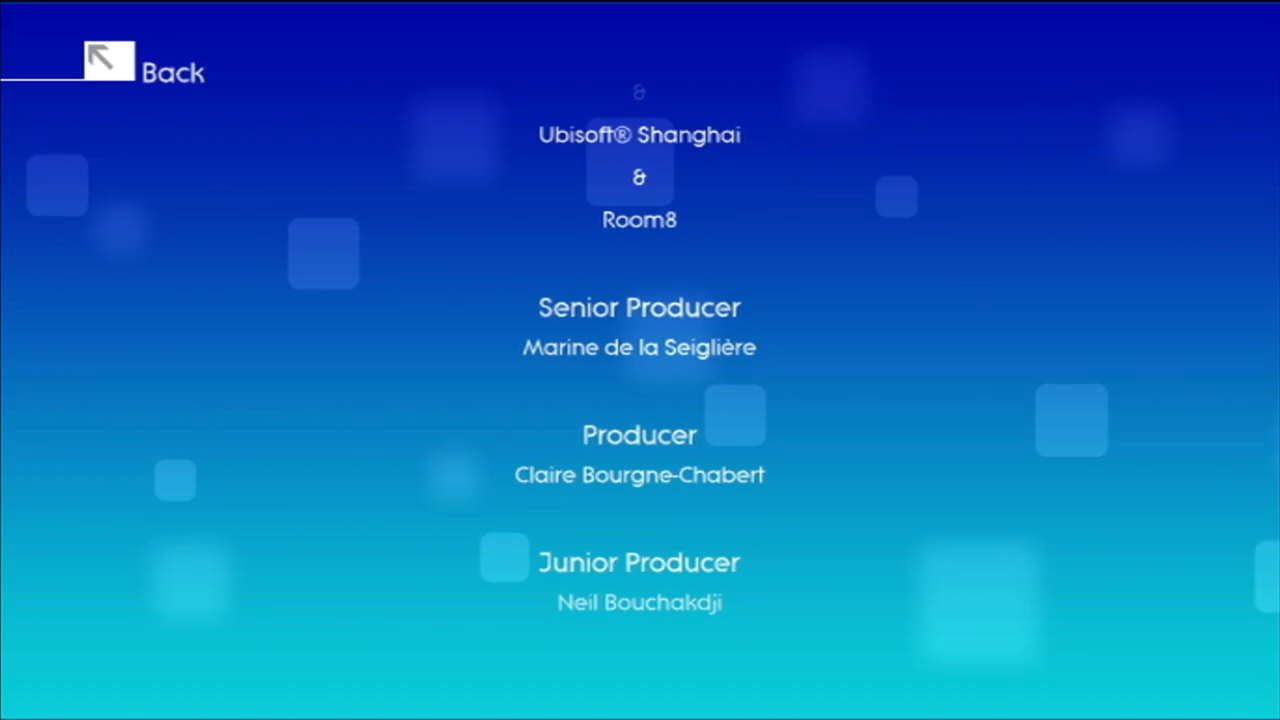 Back
&
Ubisoft® Shanghai
&
Room8
Senior Producer
Marine de la Seiglière
Producer
Claire Bourgne-Chabert
Junior Producer
Neil Bouchakdji